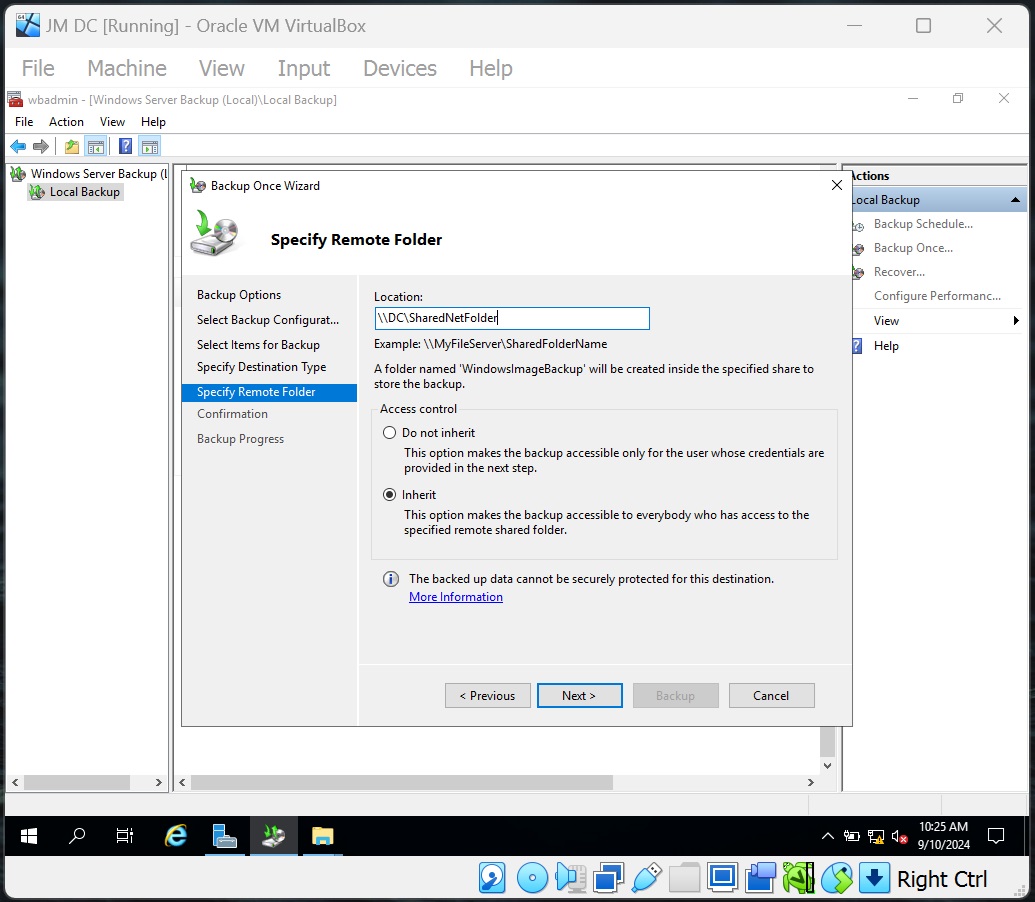 JM DC [Running] - Oracle VM VirtualBox
File Machine View Input Devices Help
wbadmin - [Windows Server Backup (Local)\Local Backup]
File Action View Help
Windows Server Backup (L
Local Backup
Backup Once Wizard
Specify Remote Folder
Backup Options
Select Backup Configurat...
Select Items for Backup
Specify Destination Type
Specify Remote Folder
Confirmation
Backup Progress
Location:
\\DC\SharedNetFolder
Example: \\MyFileServer\SharedFolderName
A folder named 'WindowsImageBackup' will be created inside the specified share to
store the backup.
Access control
Do not inherit
This option makes the backup accessible only for the user whose credentials are
provided in the next step.
Inherit
This option makes the backup accessible to everybody who has access to the
specified remote shared folder.
The backed up data cannot be securely protected for this destination.
More Information
< Previous
Next >
Backup
Cancel
Actions
Local Backup
Backup Schedule...
Backup Once...
Recover...
Configure Performanc...
View
Help
10:25 AM
9/10/2024
Right Ctrl